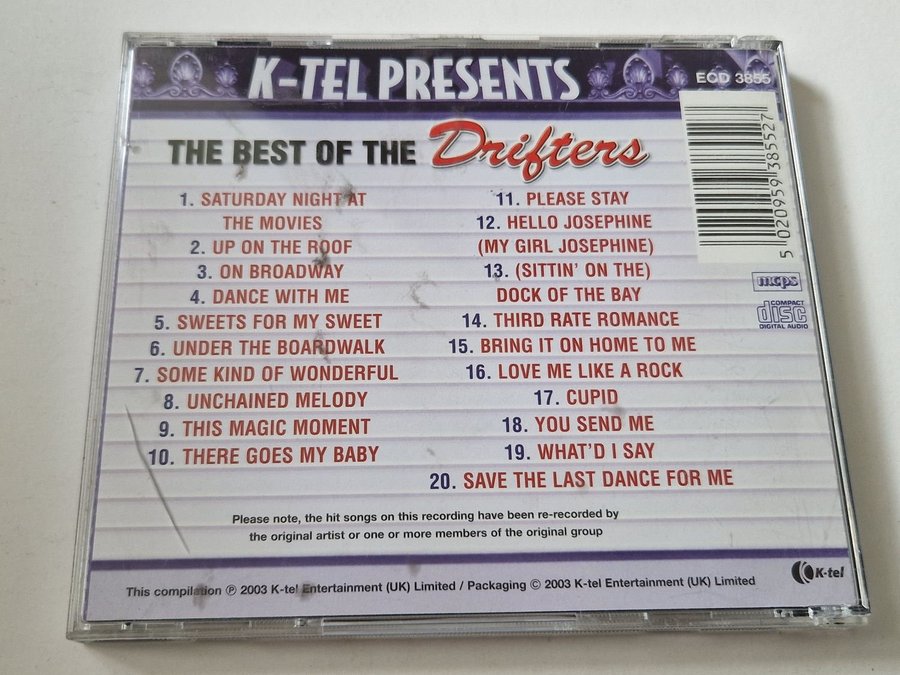 K-TEL PRESENTS
ECD 3855
THE BEST OF THE Drifters
1. SATURDAY NIGHT AT
THE MOVIES
2. UP ON THE ROOF
3. ON BROADWAY
4. DANCE WITH ME
5. SWEETS FOR MY SWEET
6. UNDER THE BOARDWALK
7. SOME KIND OF WONDERFUL
8. UNCHAINED MELODY
9. THIS MAGIC MOMENT
10. THERE GOES MY BABY
11. PLEASE STAY
12. HELLO JOSEPHINE
(MY GIRL JOSEPHINE)
13. (SITTIN' ON THE)
DOCK OF THE BAY
14. THIRD RATE ROMANCE
15. BRING IT ON HOME TO ME
16. LOVE ME LIKE A ROCK
17. CUPID
18. YOU SEND ME
19. WHAT'D I SAY
20. SAVE THE LAST DANCE FOR ME
5 020959 385527
mcps
COMPACT
disc
DIGITAL AUDIO
Please note, the hit songs on this recording have been re-recorded by
the original artist or one or more members of the original group
K-tel
This compilation ℗ 2003 K-tel Entertainment (UK) Limited / Packaging © 2003 K-tel Entertainment (UK) Limited